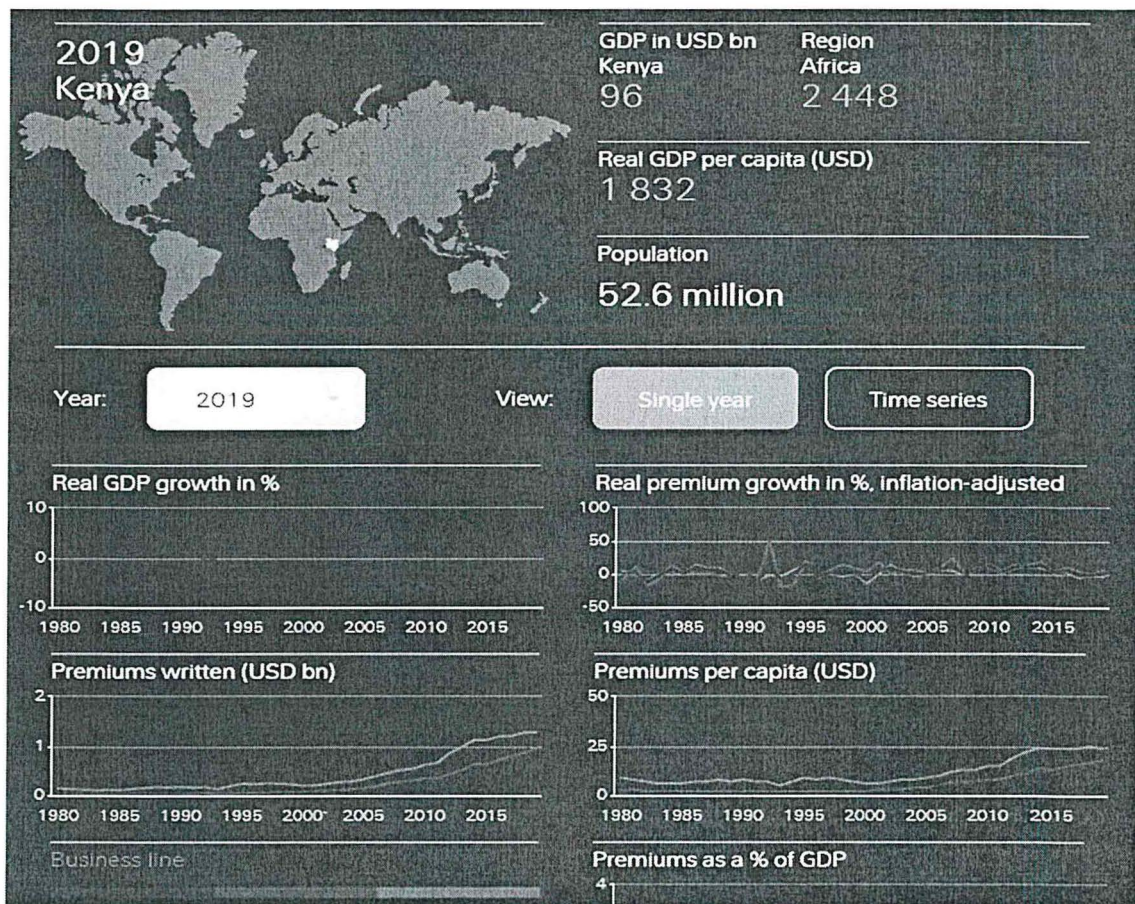 2019
Kenya
GDP in USD bn
Kenya
96
Region
Africa
2 448
Real GDP per capita (USD)
1 832
Population
52.6 million
Year:
2019
View:
Single year
Time series
Real GDP growth in %
10
0
-10
1980 1985 1990 1995 2000 2005 2010 2015
Real premium growth in %, inflation-adjusted
100
50
0
-50
1980 1985 1990 1995 2000 2005 2010 2015
Premiums written (USD bn)
2
1
0
1980 1985 1990 1995 2000 2005 2010 2015
Premiums per capita (USD)
50
25
0
1980 1985 1990 1995 2000 2005 2010 2015
Business line
Premiums as a % of GDP
4